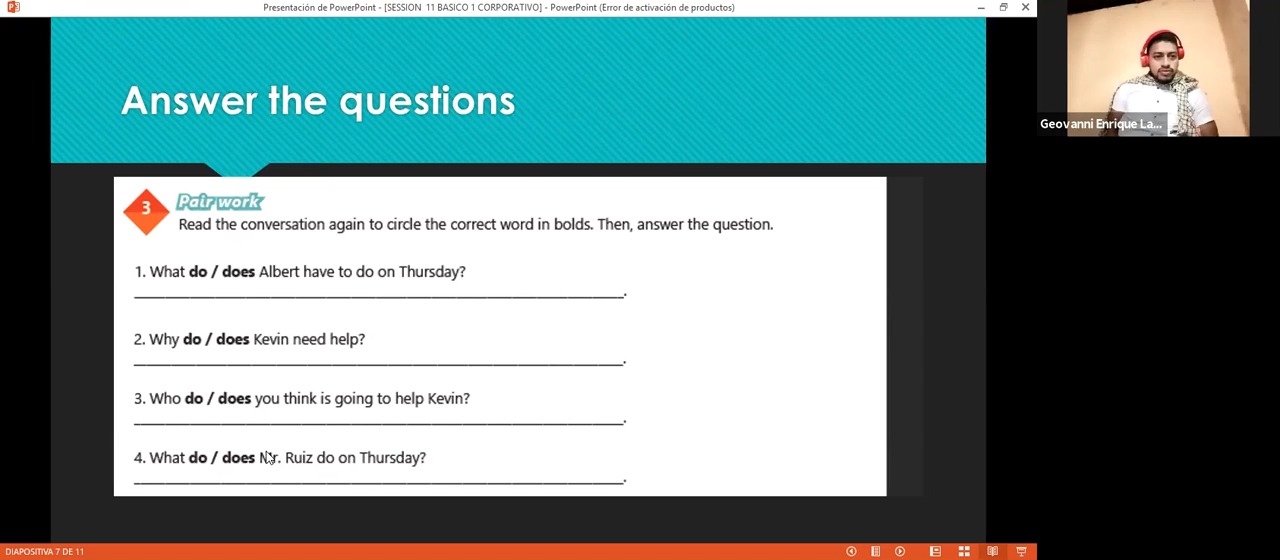 Presentación de PowerPoint - [SESSION 11 BASICO 1 CORPORATIVO] - PowerPoint (Error de activación de productos)
Geovanni Enrique La...
Answer the questions
3
Pair work
Read the conversation again to circle the correct word in bolds. Then, answer the question.
1. What do / does Albert have to do on Thursday?
2. Why do / does Kevin need help?
3. Who do / does you think is going to help Kevin?
4. What do / does Mr. Ruiz do on Thursday?
DIAPOSITIVA 7 DE 11